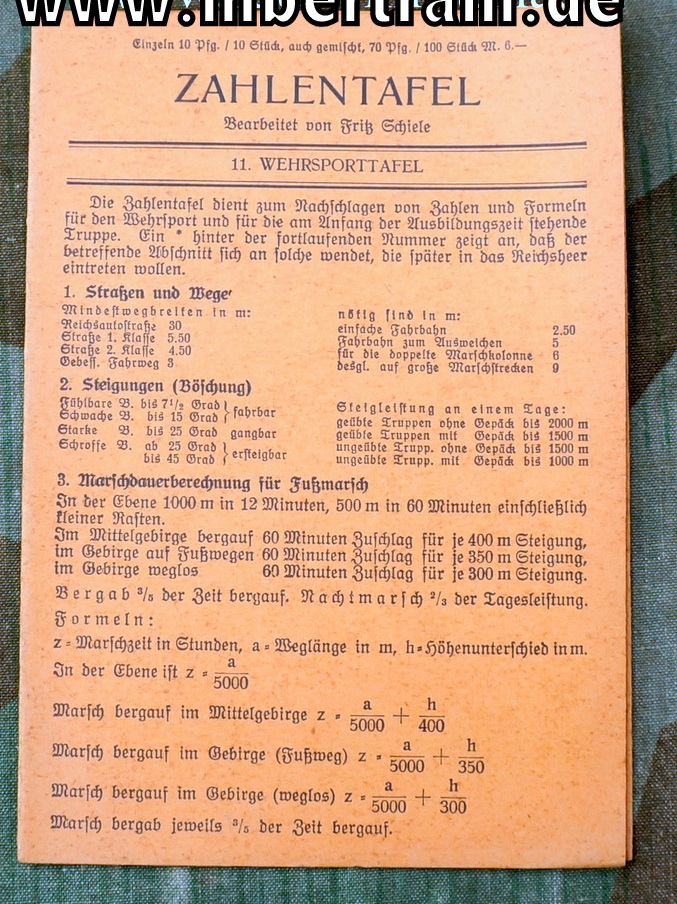 www.mbertram.de
Einzeln 10 Pfg. / 10 Stück, auch gemischt, 70 Pfg. / 100 Stück M. 6.—
ZAHLENTAFEL
Bearbeitet von Fritz Schiele
11. WEHRSPORTTAFEL
Die Zahlentafel dient zum Nachschlagen von Zahlen und Formeln
für den Wehrsport und für die am Anfang der Ausbildungszeit stehende
Truppe. Ein * hinter der fortlaufenden Nummer zeigt an, daß der
betreffende Abschnitt sich an solche wendet, die später in das Reichsheer
eintreten wollen.
1. Straßen und Wege
Mindestwegbreiten in m:
Reichsautostraße 30
Straße 1. Klasse 5.50
Straße 2. Klasse 4.50
Gebess. Fahrweg 3
nötig sind in m:
einfache Fahrbahn 2.50
Fahrbahn zum Ausweichen 5
für die doppelte Marschkolonne 6
desgl. auf große Marschstrecken 9
2. Steigungen (Böschung)
Fühlbare B. bis 7 1/2 Grad } fahrbar
Schwache B. bis 15 Grad
Starke B. bis 25 Grad gangbar
Schroffe B. ab 25 Grad } ersteigbar
bis 45 Grad
Steigleistung an einem Tage:
geübte Truppen ohne Gepäck bis 2000 m
geübte Truppen mit Gepäck bis 1500 m
ungeübte Trupp. ohne Gepäck bis 1500 m
ungeübte Trupp. mit Gepäck bis 1000 m
3. Marschdauerberechnung für Fußmarsch
In der Ebene 1000 m in 12 Minuten, 500 m in 60 Minuten einschließlich
kleiner Rasten.
Im Mittelgebirge bergauf 60 Minuten Zuschlag für je 400 m Steigung,
im Gebirge auf Fußwegen 60 Minuten Zuschlag für je 350 m Steigung,
im Gebirge weglos 60 Minuten Zuschlag für je 300 m Steigung.
Bergab 3/5 der Zeit bergauf. Nachtmarsch 2/3 der Tagesleistung.
Formeln:
z = Marschzeit in Stunden, a = Weglänge in m, h = Höhenunterschied in m.
In der Ebene ist z = a/5000
Marsch bergauf im Mittelgebirge z = a/5000 + h/400
Marsch bergauf im Gebirge (Fußweg) z = a/5000 + h/350
Marsch bergauf im Gebirge (weglos) z = a/5000 + h/300
Marsch bergab jeweils 3/5 der Zeit bergauf.